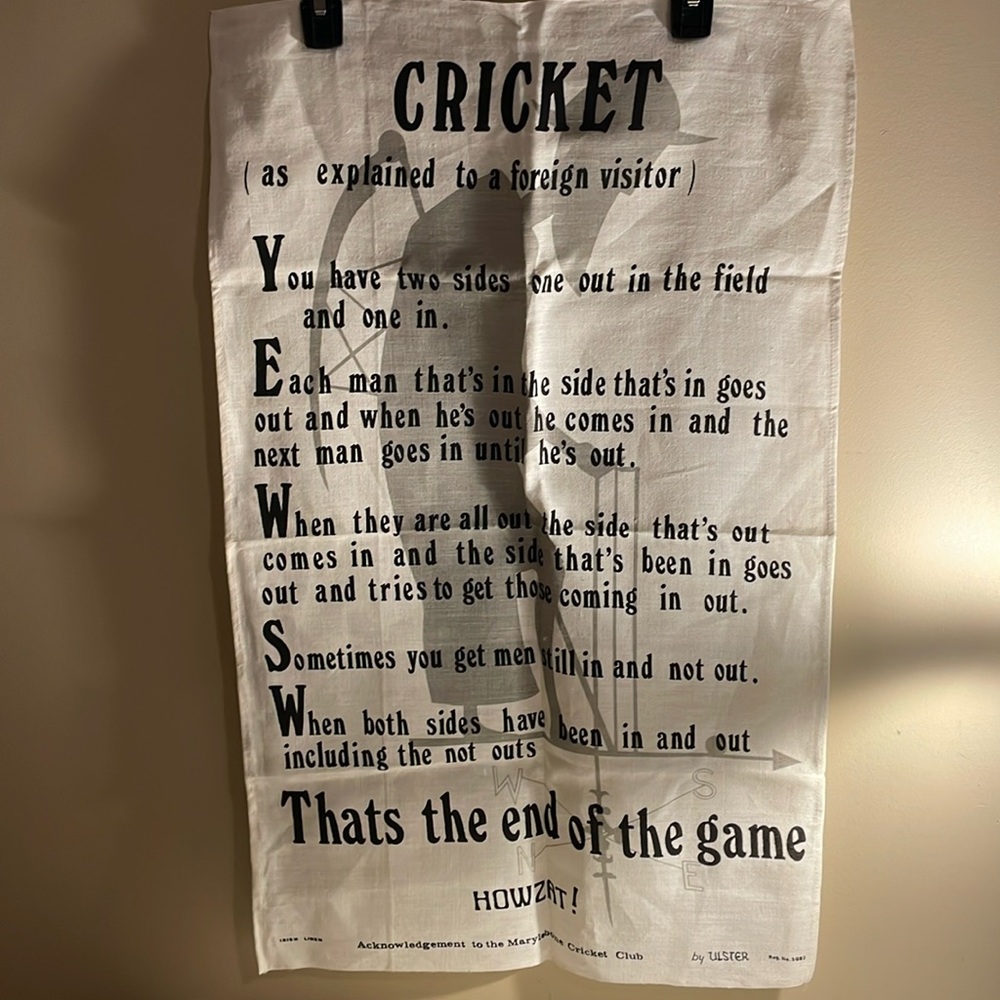 CRICKET
( as explained to a foreign visitor )
You have two sides one out in the field
and one in.
Each man that's in the side that's in goes
out and when he's out he comes in and the
next man goes in until he's out.
When they are all out the side that's out
comes in and the side that's been in goes
out and tries to get those coming in out.
Sometimes you get men still in and not out.
When both sides have been in and out
including the not outs
Thats the end of the game
W S
N E
HOWZAT!
IRISH LINEN Acknowledgement to the Marylebone Cricket Club by ULSTER Reg. No.